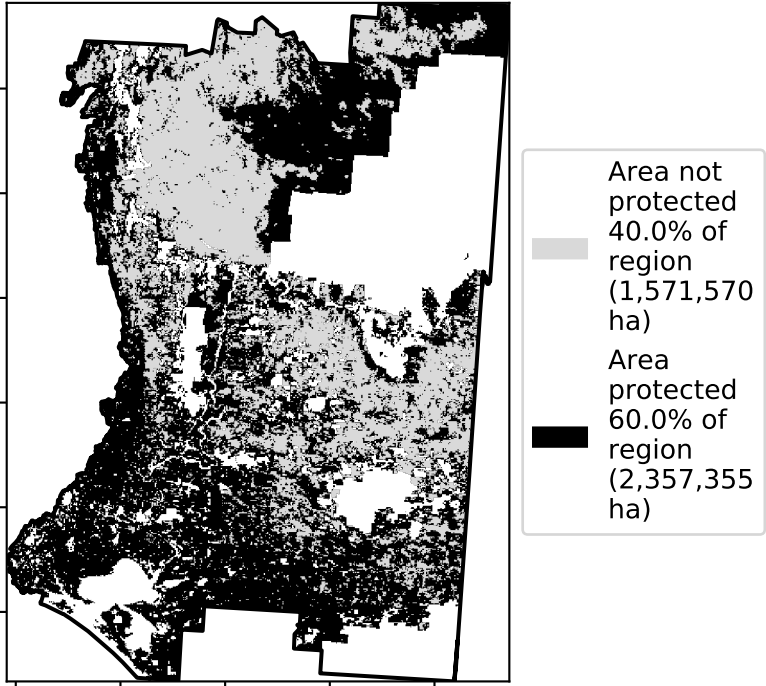 Area not
protected
40.0% of
region
(1,571,570
ha)
Area
protected
60.0% of
region
(2,357,355
ha)